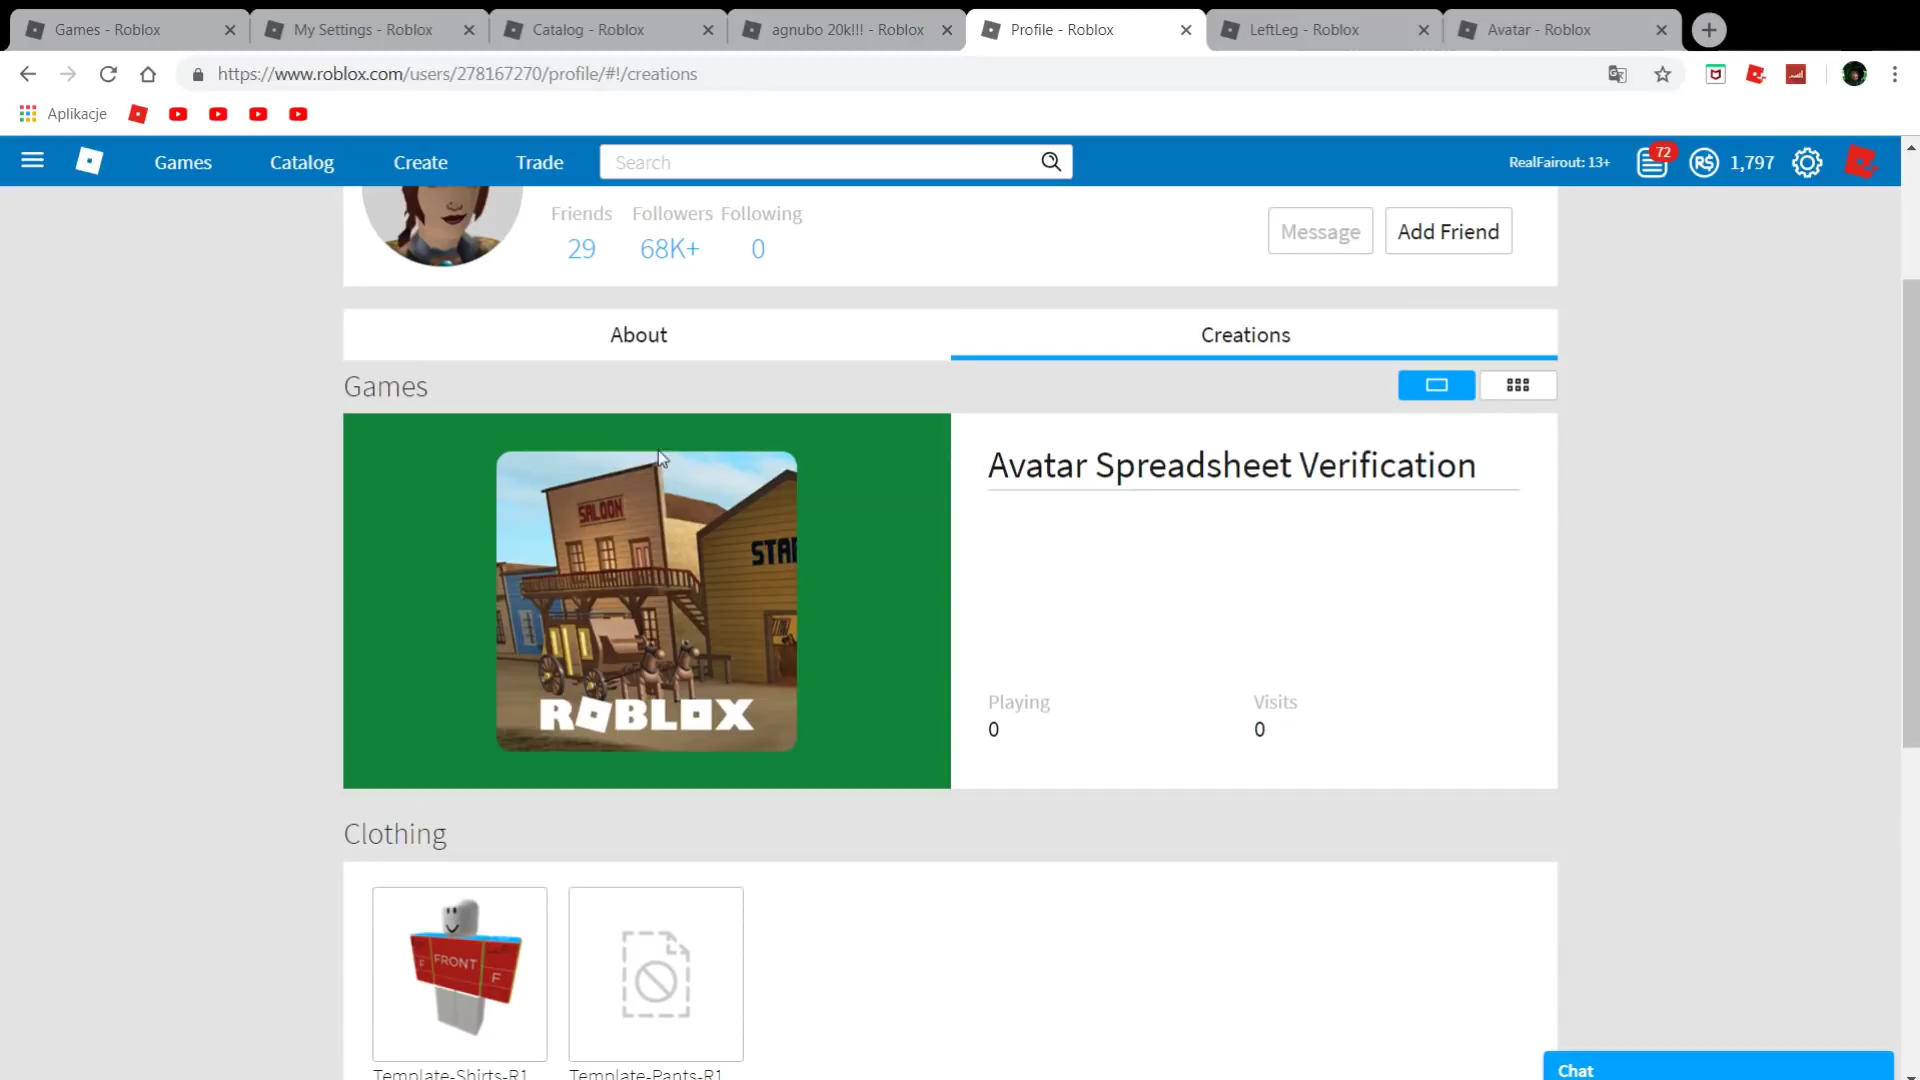 Games - Roblox
My Settings - Roblox
Catalog - Roblox
agnubo 20k!!! - Roblox
Profile - Roblox
LeftLeg - Roblox
Avatar - Roblox
https://www.roblox.com/users/278167270/profile/#!/creations
Aplikacje
Games
Catalog
Create
Trade
Search
RealFairout: 13+
72
R$
1,797
Friends
29
Followers
68K+
Following
0
Message
Add Friend
About
Creations
Games
SALOON
STA
ROBLOX
Avatar Spreadsheet Verification
Playing
0
Visits
0
Clothing
F FRONT F
Template-Shirts-R1
Template-Pants-R1
Chat